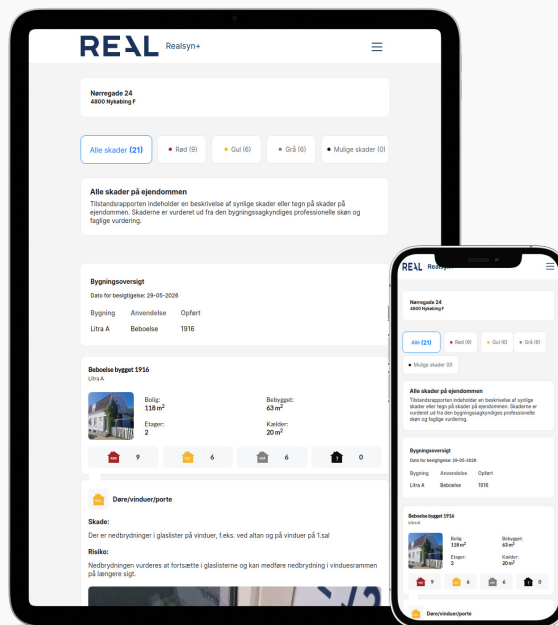 REAL Realsyn+
Nørregade 24
4800 Nykøbing F
Alle skader (21)
Rød (9)
Gul (6)
Grå (6)
Mulige skader (0)
Alle skader på ejendommen
Tilstandsrapporten indeholder en beskrivelse af synlige skader eller tegn på skader på
ejendommen. Skaderne er vurderet ud fra den bygningssagkyndiges professionelle skøn og
faglige vurdering.
Bygningsoversigt
Dato for besigtigelse: 29-05-2026
Bygning Anvendelse Opført
Litra A Beboelse 1916
Beboelse bygget 1916
Litra A
Bolig: Bebygget:
118 m² 63 m²
Etager: Kælder:
2 20 m²
9 6 6 ? 0
Døre/vinduer/porte
Skade:
Der er nedbrydninger i glaslister på vinduer, f.eks. ved altan og på vinduer på 1.sal
Risiko:
Nedbrydningen vurderes at fortsætte i glaslisterne og kan medføre nedbrydning i vinduesrammen
på længere sigt.
REAL
Nørregade 24
4800 Nykøbing F
Alle (21)
Rød (9)
Gul (6)
Grå (6)
Mulige skader (0)
Alle skader på ejendommen
Tilstandsrapporten indeholder en beskrivelse af synlige
skader eller tegn på skader på ejendommen. Skaderne er
vurderet ud fra den bygningssagkyndiges professionelle
skøn og faglige vurdering.
Bygningsoversigt
Dato for besigtigelse: 29-05-2026
Bygning Anvendelse Opført
Litra A Beboelse 1916
Beboelse bygget 1916
Litra A
Bolig: Bebygget:
118 m² 63 m²
Etager: Kælder:
2 20 m²
9 6 6 ? 0
Døre/vinduer/porte